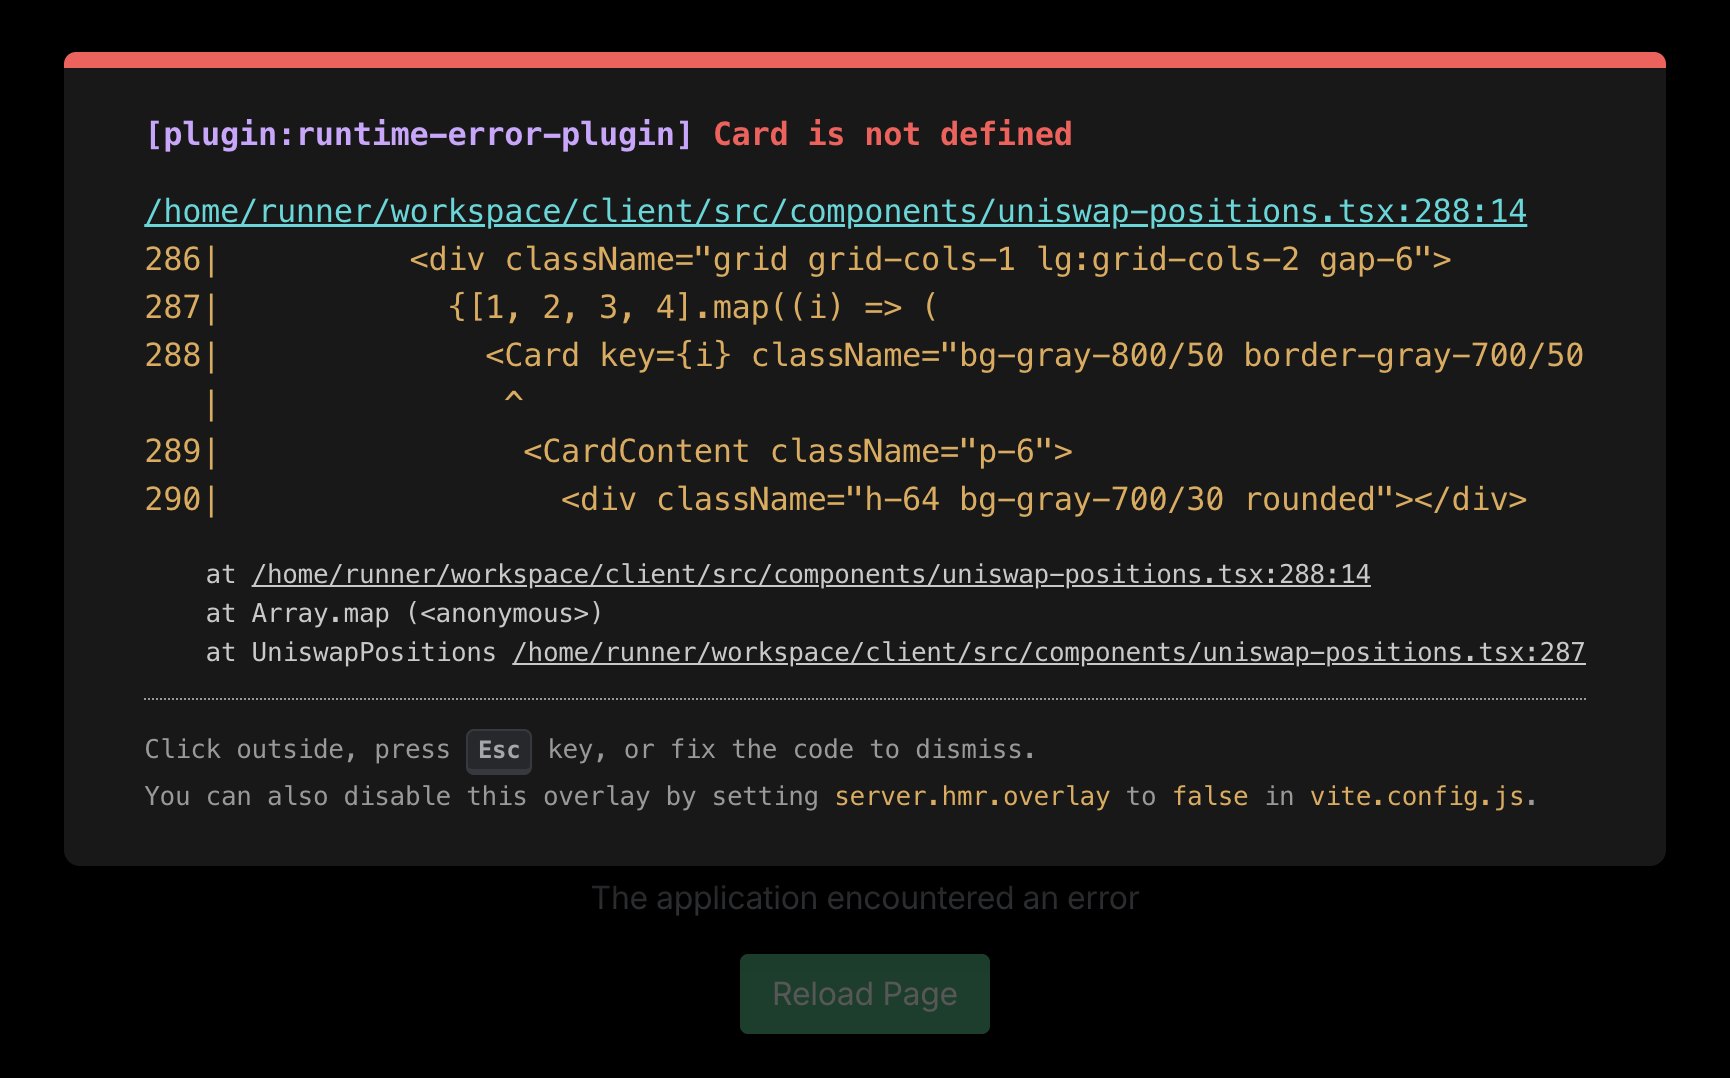 [plugin:runtime-error-plugin] Card is not defined
/home/runner/workspace/client/src/components/uniswap-positions.tsx:288:14
286|          <div className="grid grid-cols-1 lg:grid-cols-2 gap-6">
287|            {[1, 2, 3, 4].map((i) => (
288|              <Card key={i} className="bg-gray-800/50 border-gray-700/50
   |               ^
289|                <CardContent className="p-6">
290|                  <div className="h-64 bg-gray-700/30 rounded"></div>
at /home/runner/workspace/client/src/components/uniswap-positions.tsx:288:14
at Array.map (<anonymous>)
at UniswapPositions /home/runner/workspace/client/src/components/uniswap-positions.tsx:287
Click outside, press Esc key, or fix the code to dismiss.
You can also disable this overlay by setting server.hmr.overlay to false in vite.config.js.
The application encountered an error
Reload Page